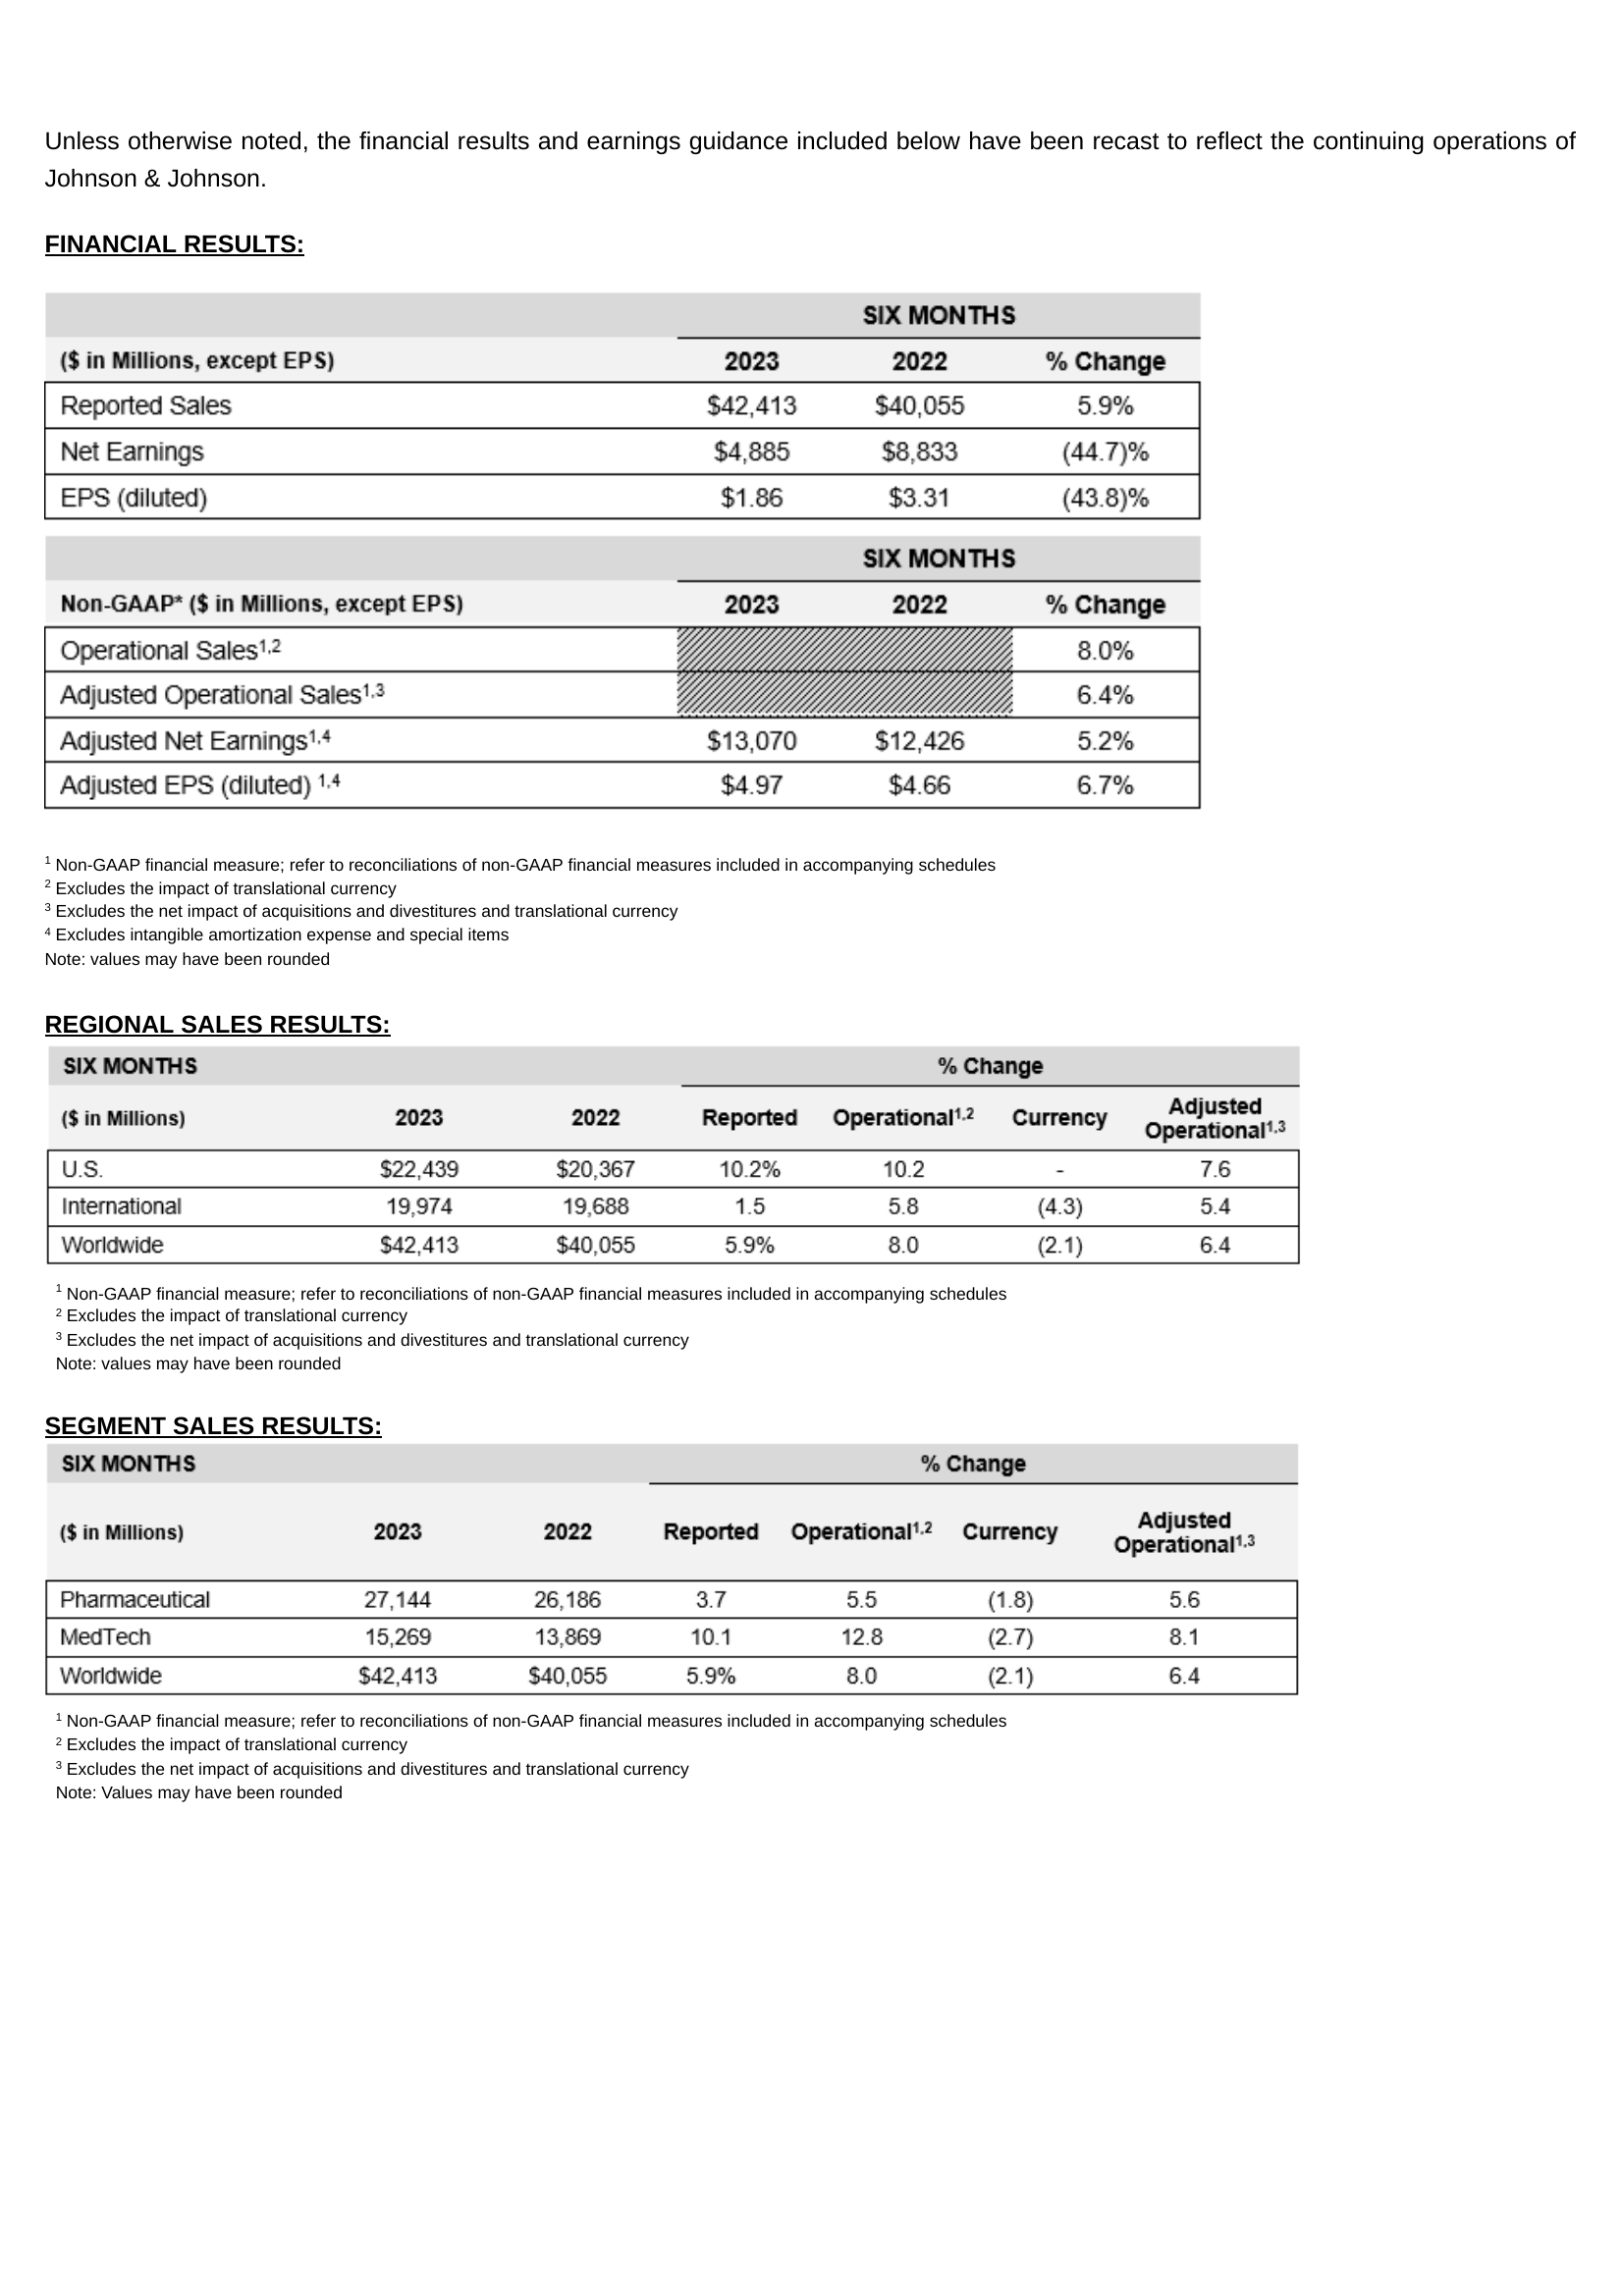 Unless otherwise noted, the financial results and earnings guidance included below have been recast to reflect the continuing operations of
Johnson & Johnson.
FINANCIAL RESULTS:
SIX MONTHS
($ in Millions, except EPS) 2023 2022 % Change
Reported Sales $42,413 $40,055 5.9%
Net Earnings $4,885 $8,833 (44.7)%
EPS (diluted) $1.86 $3.31 (43.8)%
SIX MONTHS
Non-GAAP* ($ in Millions, except EPS) 2023 2022 % Change
Operational Sales1,2 8.0%
Adjusted Operational Sales1,3 6.4%
Adjusted Net Earnings1,4 $13,070 $12,426 5.2%
Adjusted EPS (diluted) 1,4 $4.97 $4.66 6.7%
1 Non-GAAP financial measure; refer to reconciliations of non-GAAP financial measures included in accompanying schedules
2 Excludes the impact of translational currency
3 Excludes the net impact of acquisitions and divestitures and translational currency
4 Excludes intangible amortization expense and special items
Note: values may have been rounded
REGIONAL SALES RESULTS:
SIX MONTHS % Change
($ in Millions) 2023 2022 Reported Operational1,2 Currency Adjusted
Operational1,3
U.S. $22,439 $20,367 10.2% 10.2 - 7.6
International 19,974 19,688 1.5 5.8 (4.3) 5.4
Worldwide $42,413 $40,055 5.9% 8.0 (2.1) 6.4
1 Non-GAAP financial measure; refer to reconciliations of non-GAAP financial measures included in accompanying schedules
2 Excludes the impact of translational currency
3 Excludes the net impact of acquisitions and divestitures and translational currency
Note: values may have been rounded
SEGMENT SALES RESULTS:
SIX MONTHS % Change
($ in Millions) 2023 2022 Reported Operational1,2 Currency Adjusted
Operational1,3
Pharmaceutical 27,144 26,186 3.7 5.5 (1.8) 5.6
MedTech 15,269 13,869 10.1 12.8 (2.7) 8.1
Worldwide $42,413 $40,055 5.9% 8.0 (2.1) 6.4
1 Non-GAAP financial measure; refer to reconciliations of non-GAAP financial measures included in accompanying schedules
2 Excludes the impact of translational currency
3 Excludes the net impact of acquisitions and divestitures and translational currency
Note: Values may have been rounded